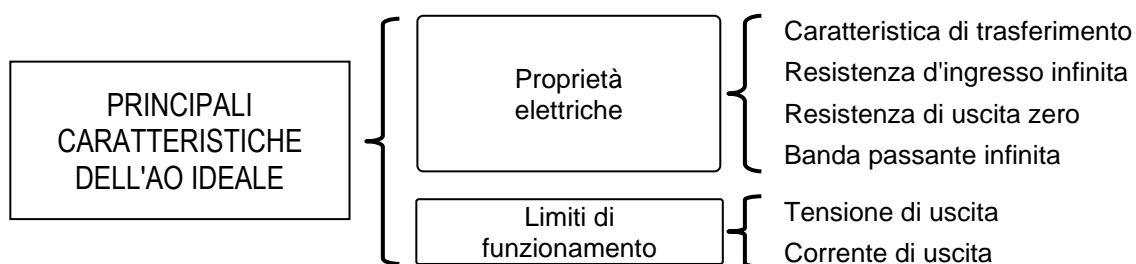 PRINCIPALI
CARATTERISTICHE
DELL'AO IDEALE
Proprietà
elettriche
Caratteristica di trasferimento
Resistenza d'ingresso infinita
Resistenza di uscita zero
Banda passante infinita
Limiti di
funzionamento
Tensione di uscita
Corrente di uscita